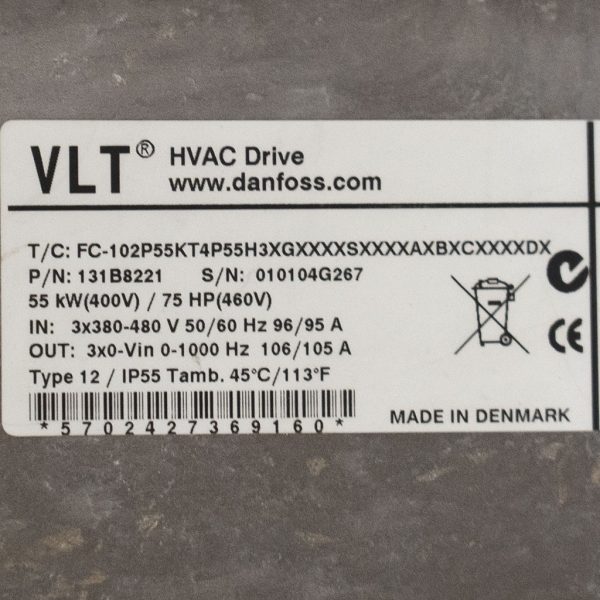 VLT® HVAC Drive
www.danfoss.com
T/C: FC-102P55KT4P55H3XGXXXXSXXXXAXBXCXXXXDX
P/N: 131B8221 S/N: 010104G267
55 kW(400V) / 75 HP(460V)
IN: 3x380-480 V 50/60 Hz 96/95 A
OUT: 3x0-Vin 0-1000 Hz 106/105 A
Type 12 / IP55 Tamb. 45°C/113°F
*5702427369160*
MADE IN DENMARK
CE